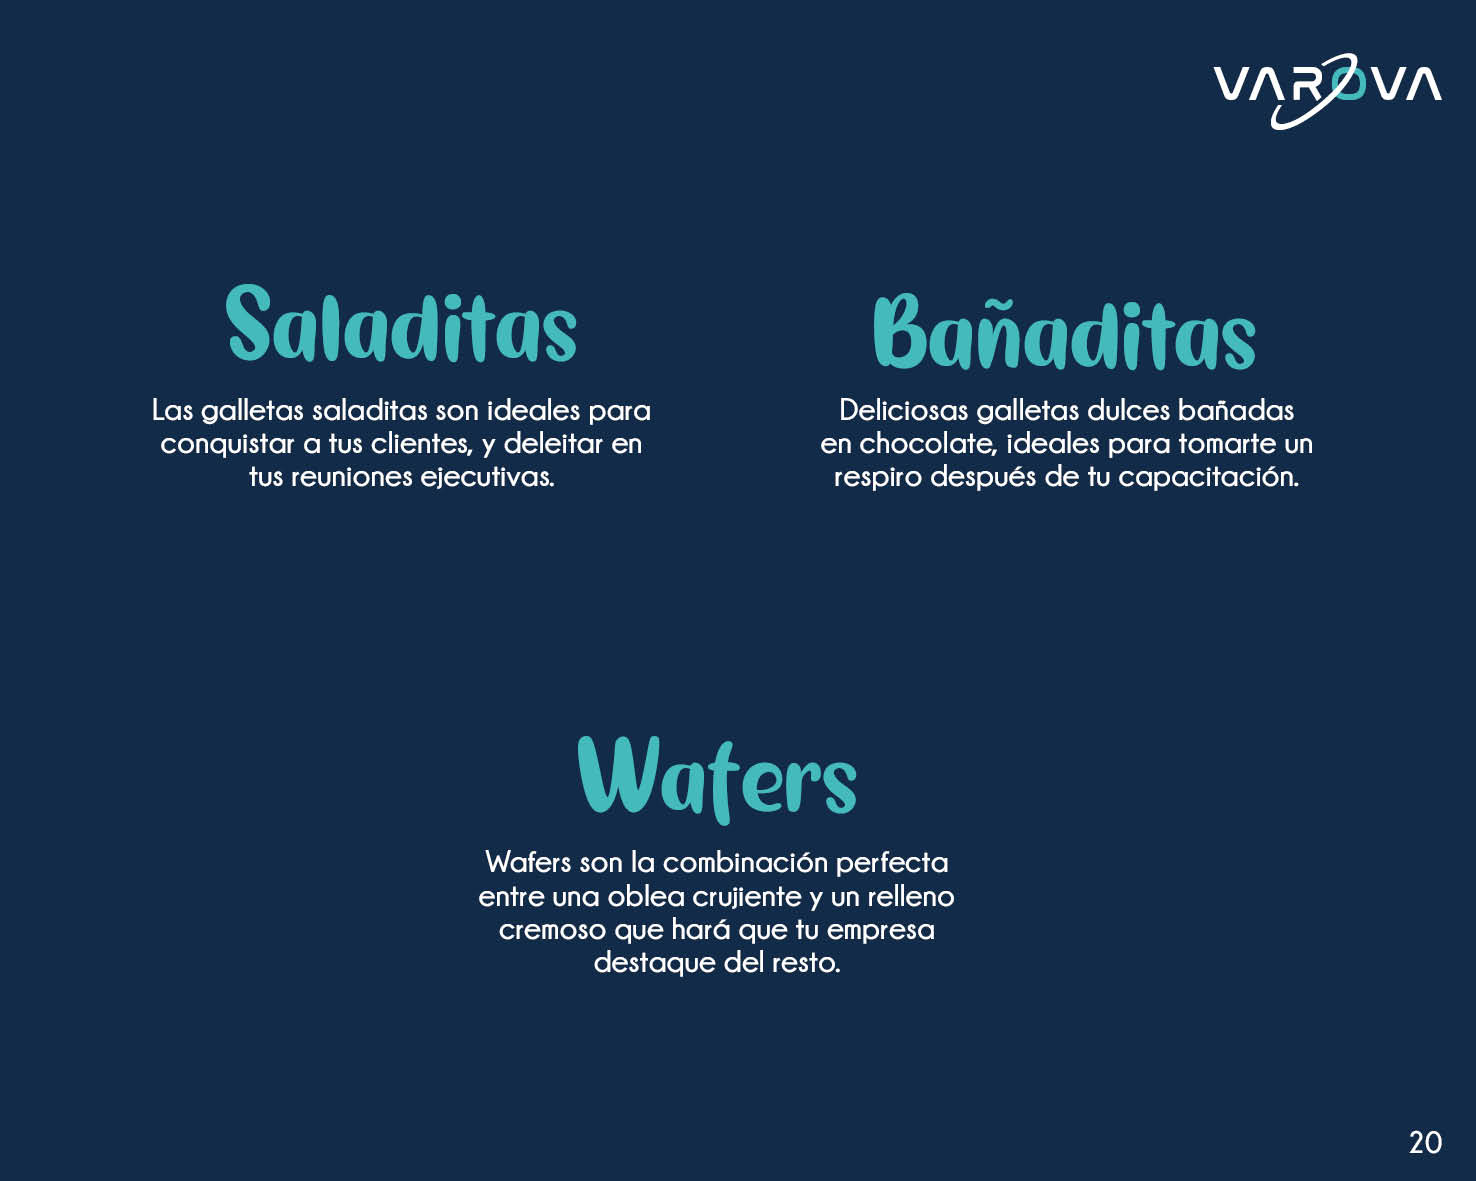 VAROVA
Saladitas
Las galletas saladitas son ideales para
conquistar a tus clientes, y deleitar en
tus reuniones ejecutivas.
Bañaditas
Deliciosas galletas dulces bañadas
en chocolate, ideales para tomarte un
respiro después de tu capacitación.
Wafers
Wafers son la combinación perfecta
entre una oblea crujiente y un relleno
cremoso que hará que tu empresa
destaque del resto.
20